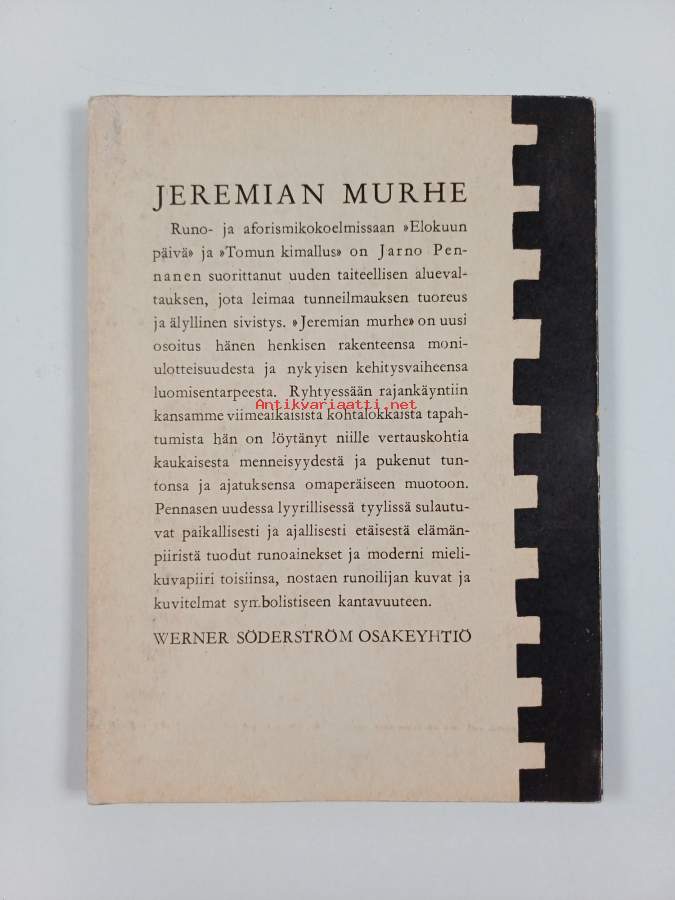 JEREMIAN MURHE
Runo- ja aforismikokoelmissaan »Elokuun
päivä» ja »Tomun kimallus» on Jarno Pen-
nanen suorittanut uuden taiteellisen alueval-
tauksen, jota leimaa tunneilmauksen tuoreus
ja älyllinen sivistys. »Jeremian murhe» on uusi
osoitus hänen henkisen rakenteensa moni-
ulotteisuudesta ja nykyisen kehitysvaiheensa
luomisentarpeesta. Ryhtyessään rajankäyntiin
Antikvariaatti.net
kansamme viimeaikaisista kohtalokkaista tapah-
tumista hän on löytänyt niille vertauskohtia
kaukaisesta menneisyydestä ja pukenut tun-
tonsa ja ajatuksensa omaperäiseen muotoon.
Pennasen uudessa lyyrillisessä tyylissä sulautu-
vat paikallisesti ja ajallisesti etäisestä elämän-
piiristä tuodut runoainekset ja moderni mieli-
kuvapiiri toisiinsa, nostaen runoilijan kuvat ja
kuvitelmat symbolistiseen kantavuuteen.
WERNER SÖDERSTRÖM OSAKEYHTIÖ